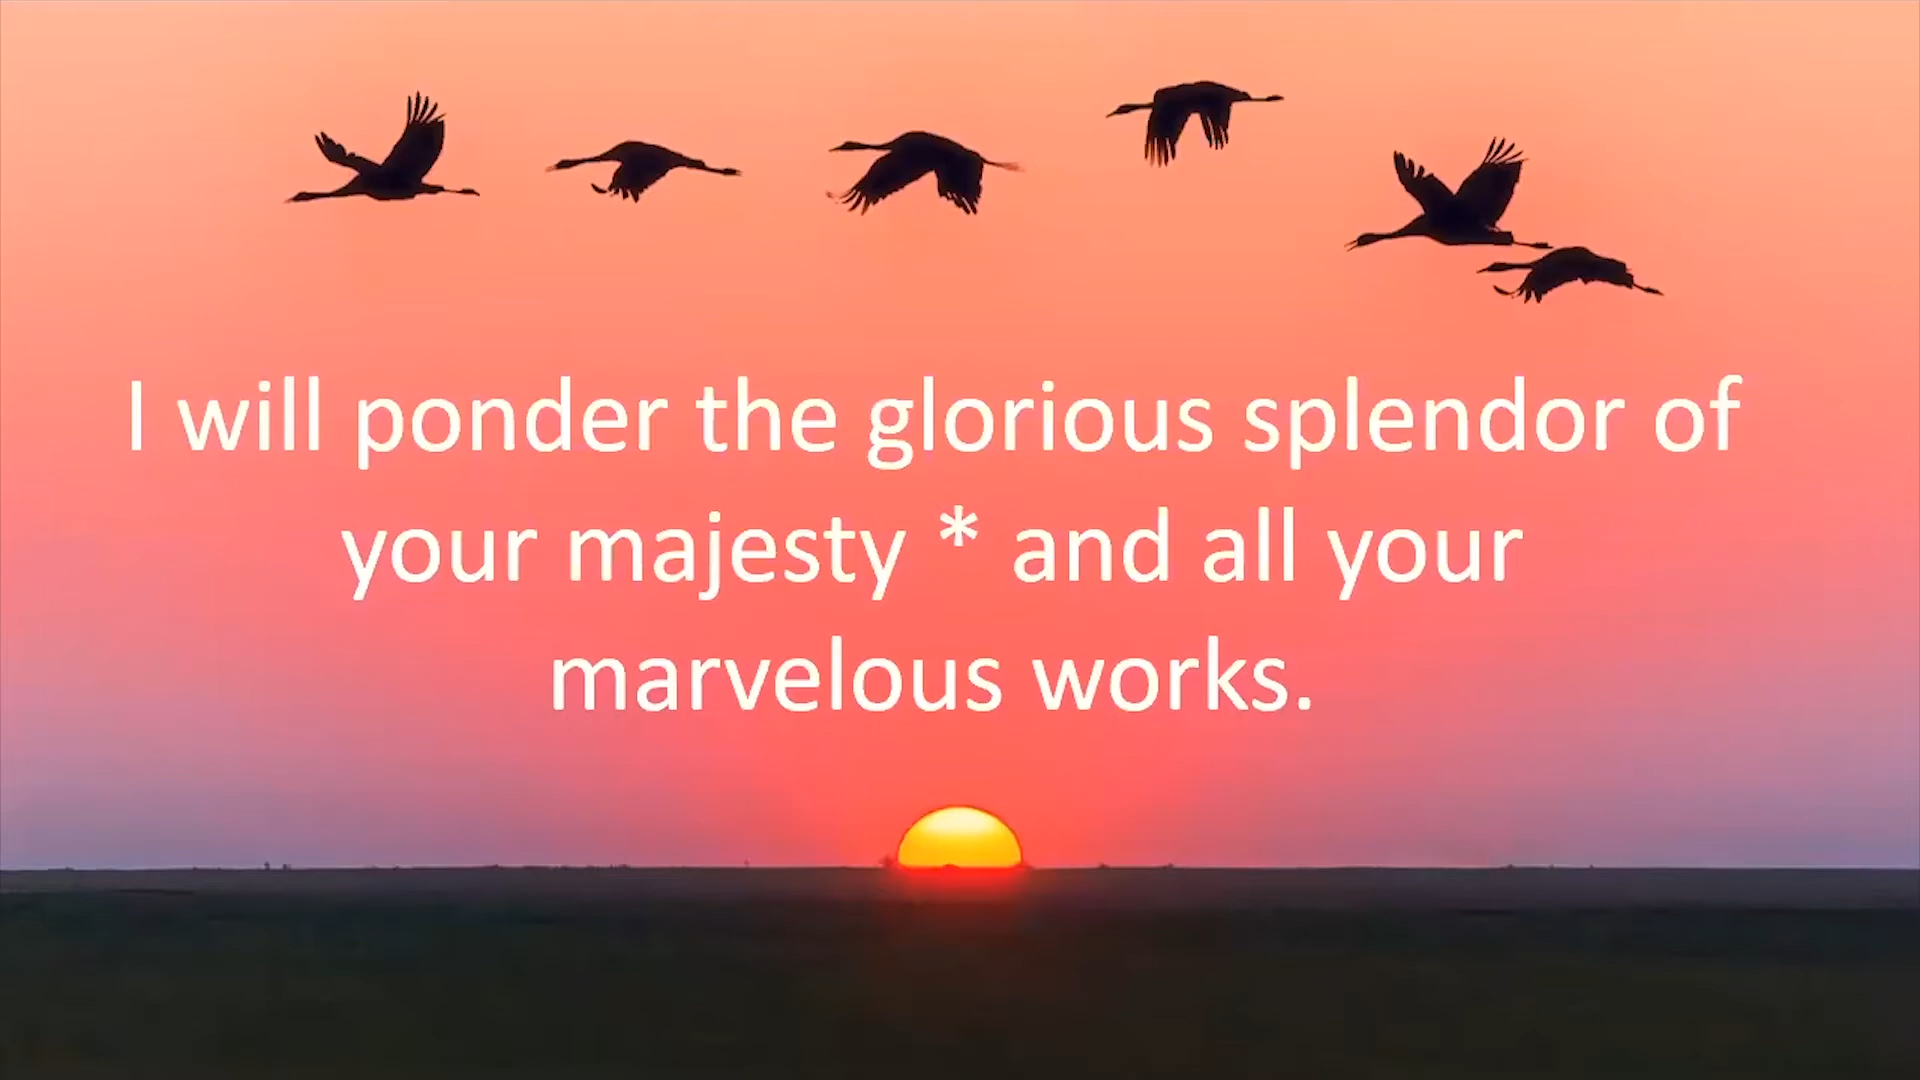 I will ponder the glorious splendor of
your majesty * and all your
marvelous works.